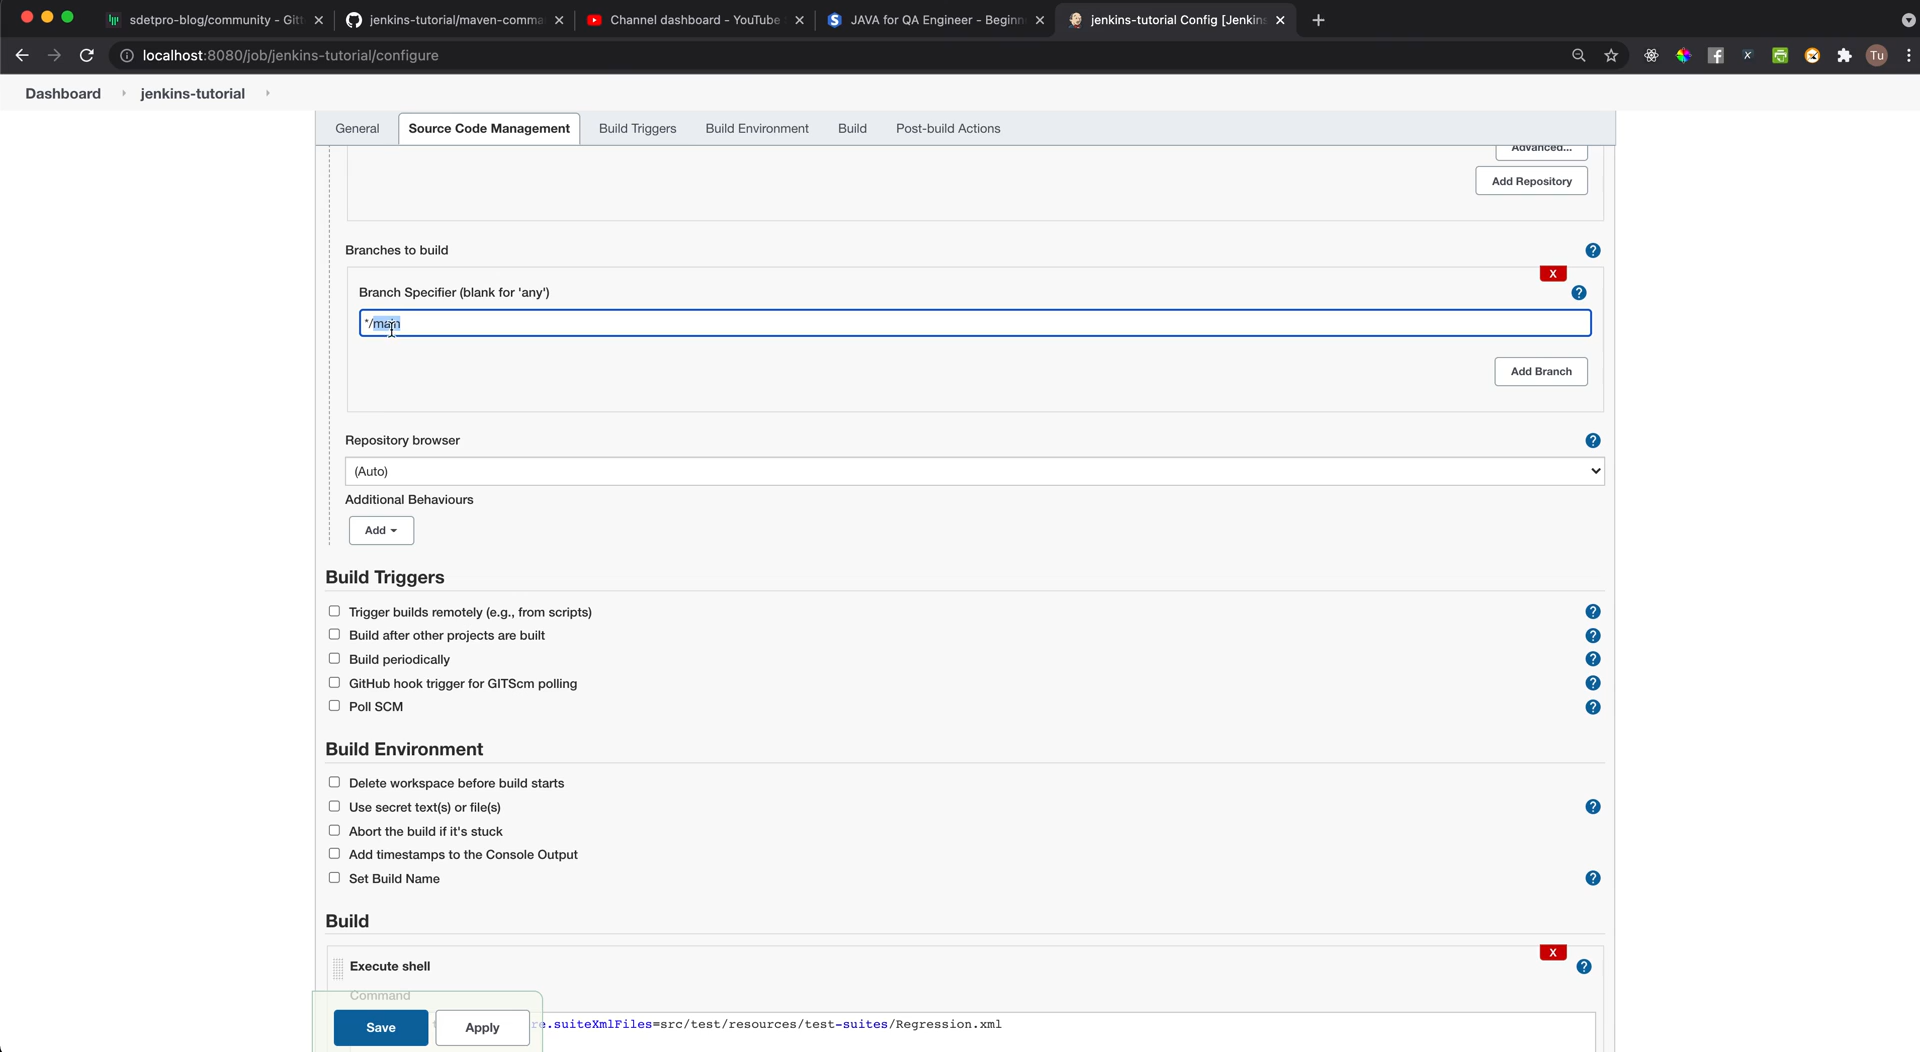 sdetpro-blog/community - Gitt
jenkins-tutorial/maven-comma
Channel dashboard - YouTube
JAVA for QA Engineer - Beginn
jenkins-tutorial Config [Jenkins
localhost:8080/job/jenkins-tutorial/configure
Tu
Dashboard
jenkins-tutorial
General
Source Code Management
Build Triggers
Build Environment
Build
Post-build Actions
Advanced...
Add Repository
Branches to build
X
Branch Specifier (blank for 'any')
*/main
Add Branch
Repository browser
(Auto)
Additional Behaviours
Add
Build Triggers
Trigger builds remotely (e.g., from scripts)
Build after other projects are built
Build periodically
GitHub hook trigger for GITScm polling
Poll SCM
Build Environment
Delete workspace before build starts
Use secret text(s) or file(s)
Abort the build if it's stuck
Add timestamps to the Console Output
Set Build Name
Build
X
Execute shell
Command
re.suiteXmlFiles=src/test/resources/test-suites/Regression.xml
Save
Apply